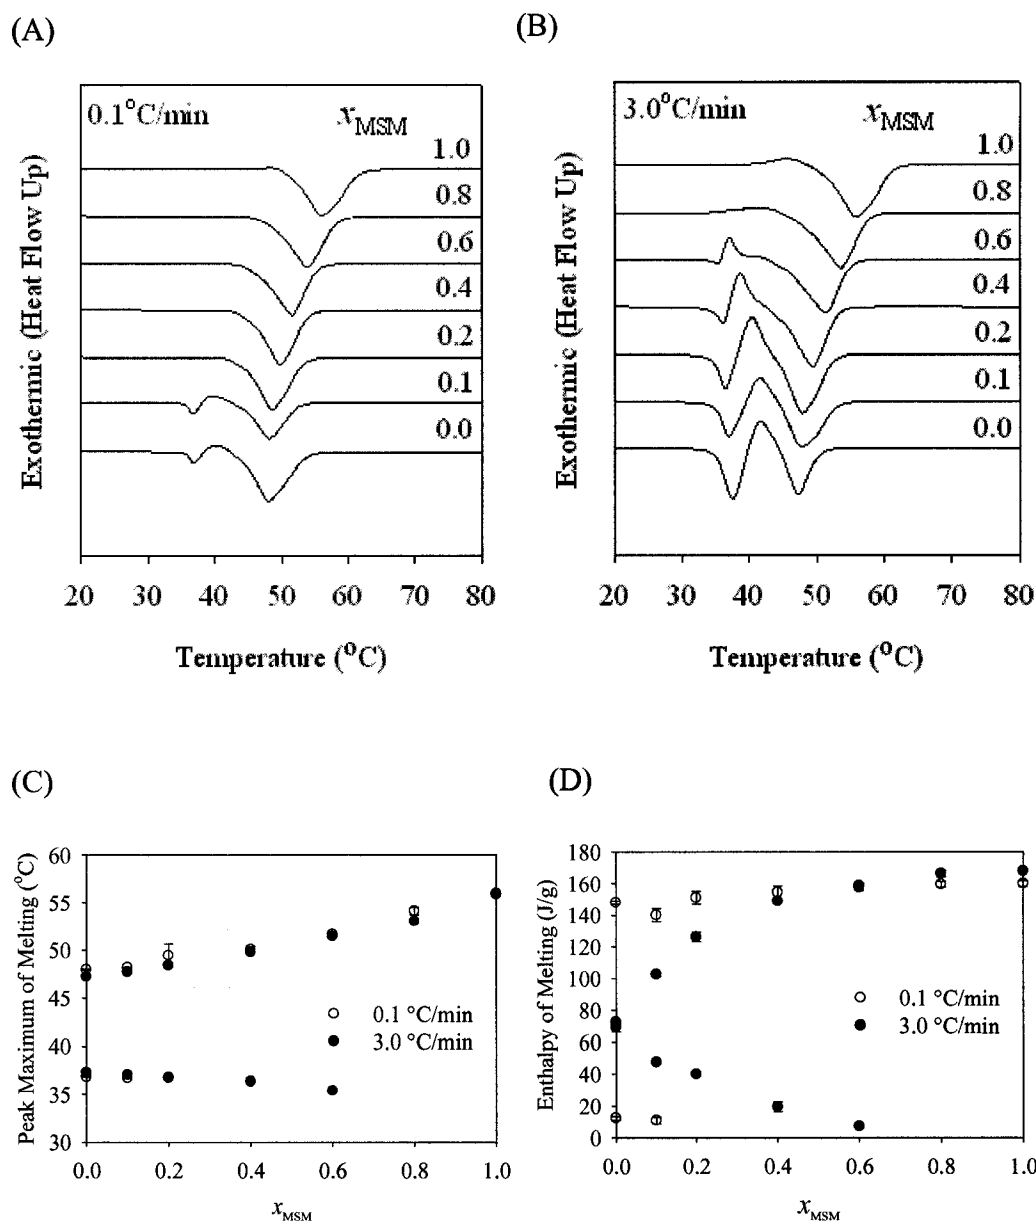 (A)
0.1°C/min
xMSM
1.0
0.8
0.6
0.4
0.2
0.1
0.0
Exothermic (Heat Flow Up)
20 30 40 50 60 70 80
Temperature (°C)
(B)
3.0°C/min
xMSM
1.0
0.8
0.6
0.4
0.2
0.1
0.0
Exothermic (Heat Flow Up)
20 30 40 50 60 70 80
Temperature (°C)
(C)
Peak Maximum of Melting (°C)
60
50
40
30
0.1 °C/min
3.0 °C/min
0.0 0.2 0.4 0.6 0.8 1.0
xMSM
(D)
Enthalpy of Melting (J/g)
180
160
140
120
100
80
60
40
20
0
0.1 °C/min
3.0 °C/min
0.0 0.2 0.4 0.6 0.8 1.0
xMSM